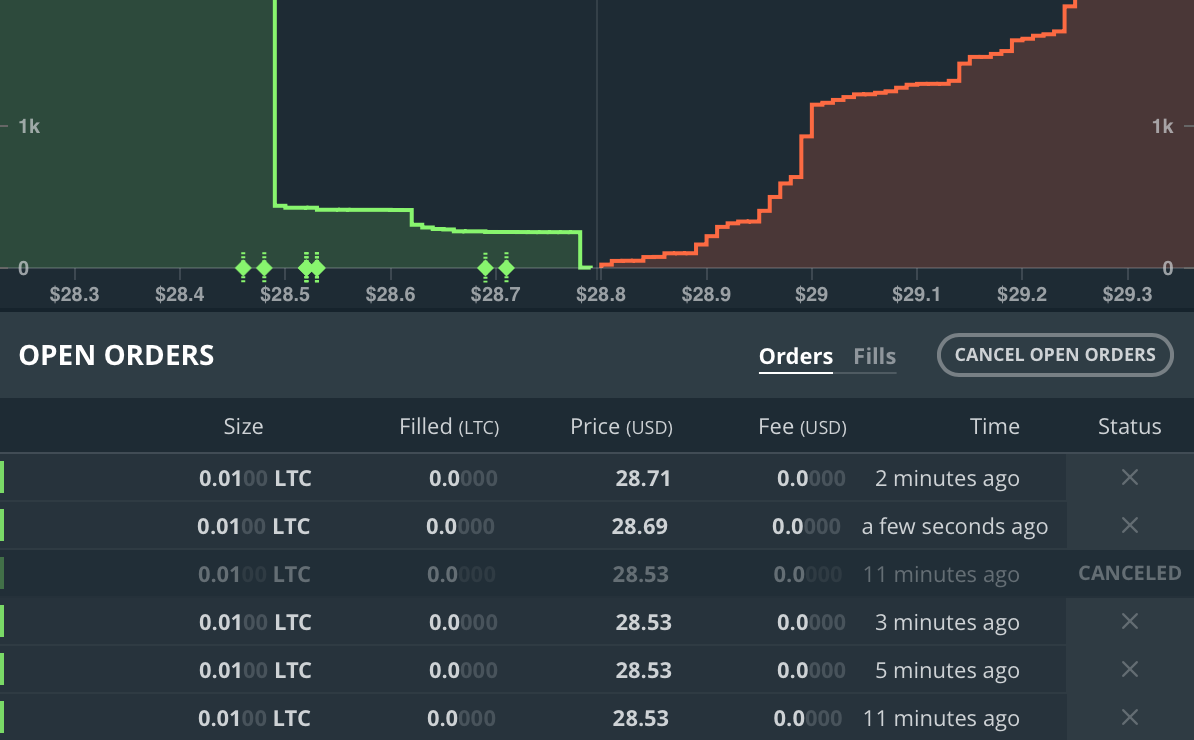 1k 1k
0 0
$28.3 $28.4 $28.5 $28.6 $28.7 $28.8 $28.9 $29 $29.1 $29.2 $29.3
OPEN ORDERS Orders Fills CANCEL OPEN ORDERS
Size Filled (LTC) Price (USD) Fee (USD) Time Status
0.0100 LTC 0.0000 28.71 0.0000 2 minutes ago ×
0.0100 LTC 0.0000 28.69 0.0000 a few seconds ago ×
0.0100 LTC 0.0000 28.53 0.0000 11 minutes ago CANCELED
0.0100 LTC 0.0000 28.53 0.0000 3 minutes ago ×
0.0100 LTC 0.0000 28.53 0.0000 5 minutes ago ×
0.0100 LTC 0.0000 28.53 0.0000 11 minutes ago ×